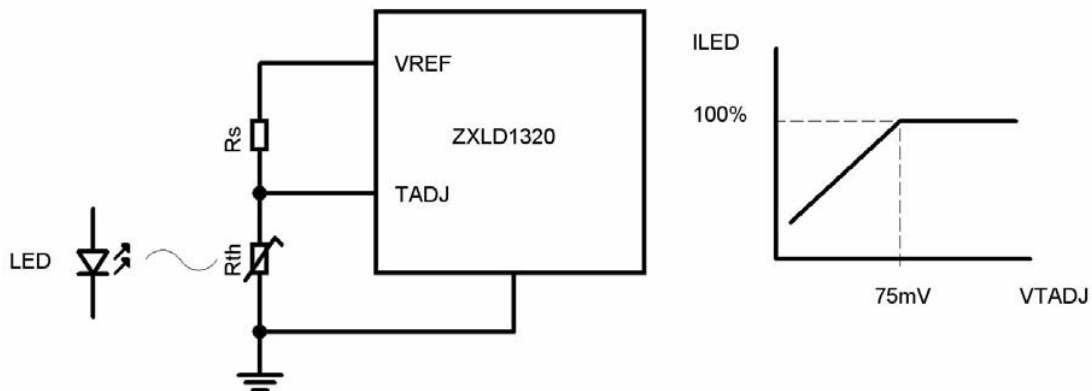 VREF
Rs
ZXLD1320
TADJ
LED
Rth
ILED
100%
75mV
VTADJ